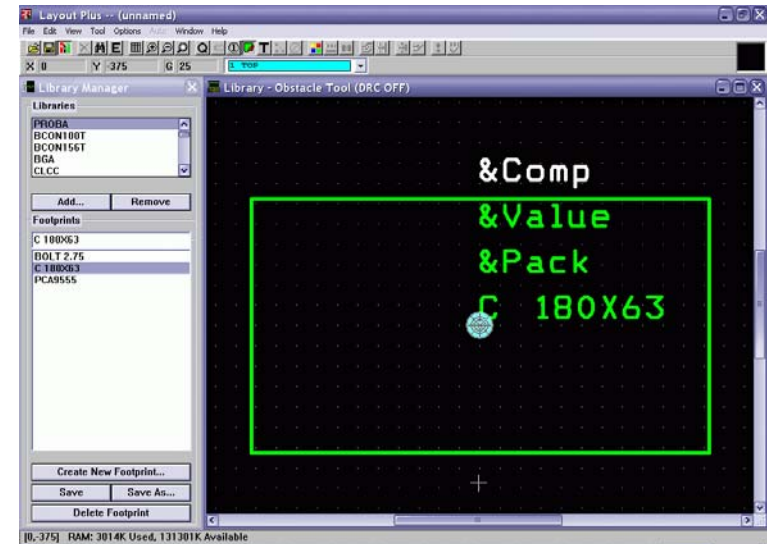 Layout Plus -- (unnamed)
File Edit View Tool Options Auto Window Help
X 0 Y -375 G 25 1 TOP
Library Manager
Library - Obstacle Tool (DRC OFF)
Libraries
PROBA
BCON100T
BCON156T
BGA
CLCC
Add... Remove
Footprints
C 180X63
BOLT 2.75
C 180X63
PCA9555
Create New Footprint...
Save Save As...
Delete Footprint
&Comp
&Value
&Pack
C 180X63
[0,-375] RAM: 3014K Used, 131301K Available